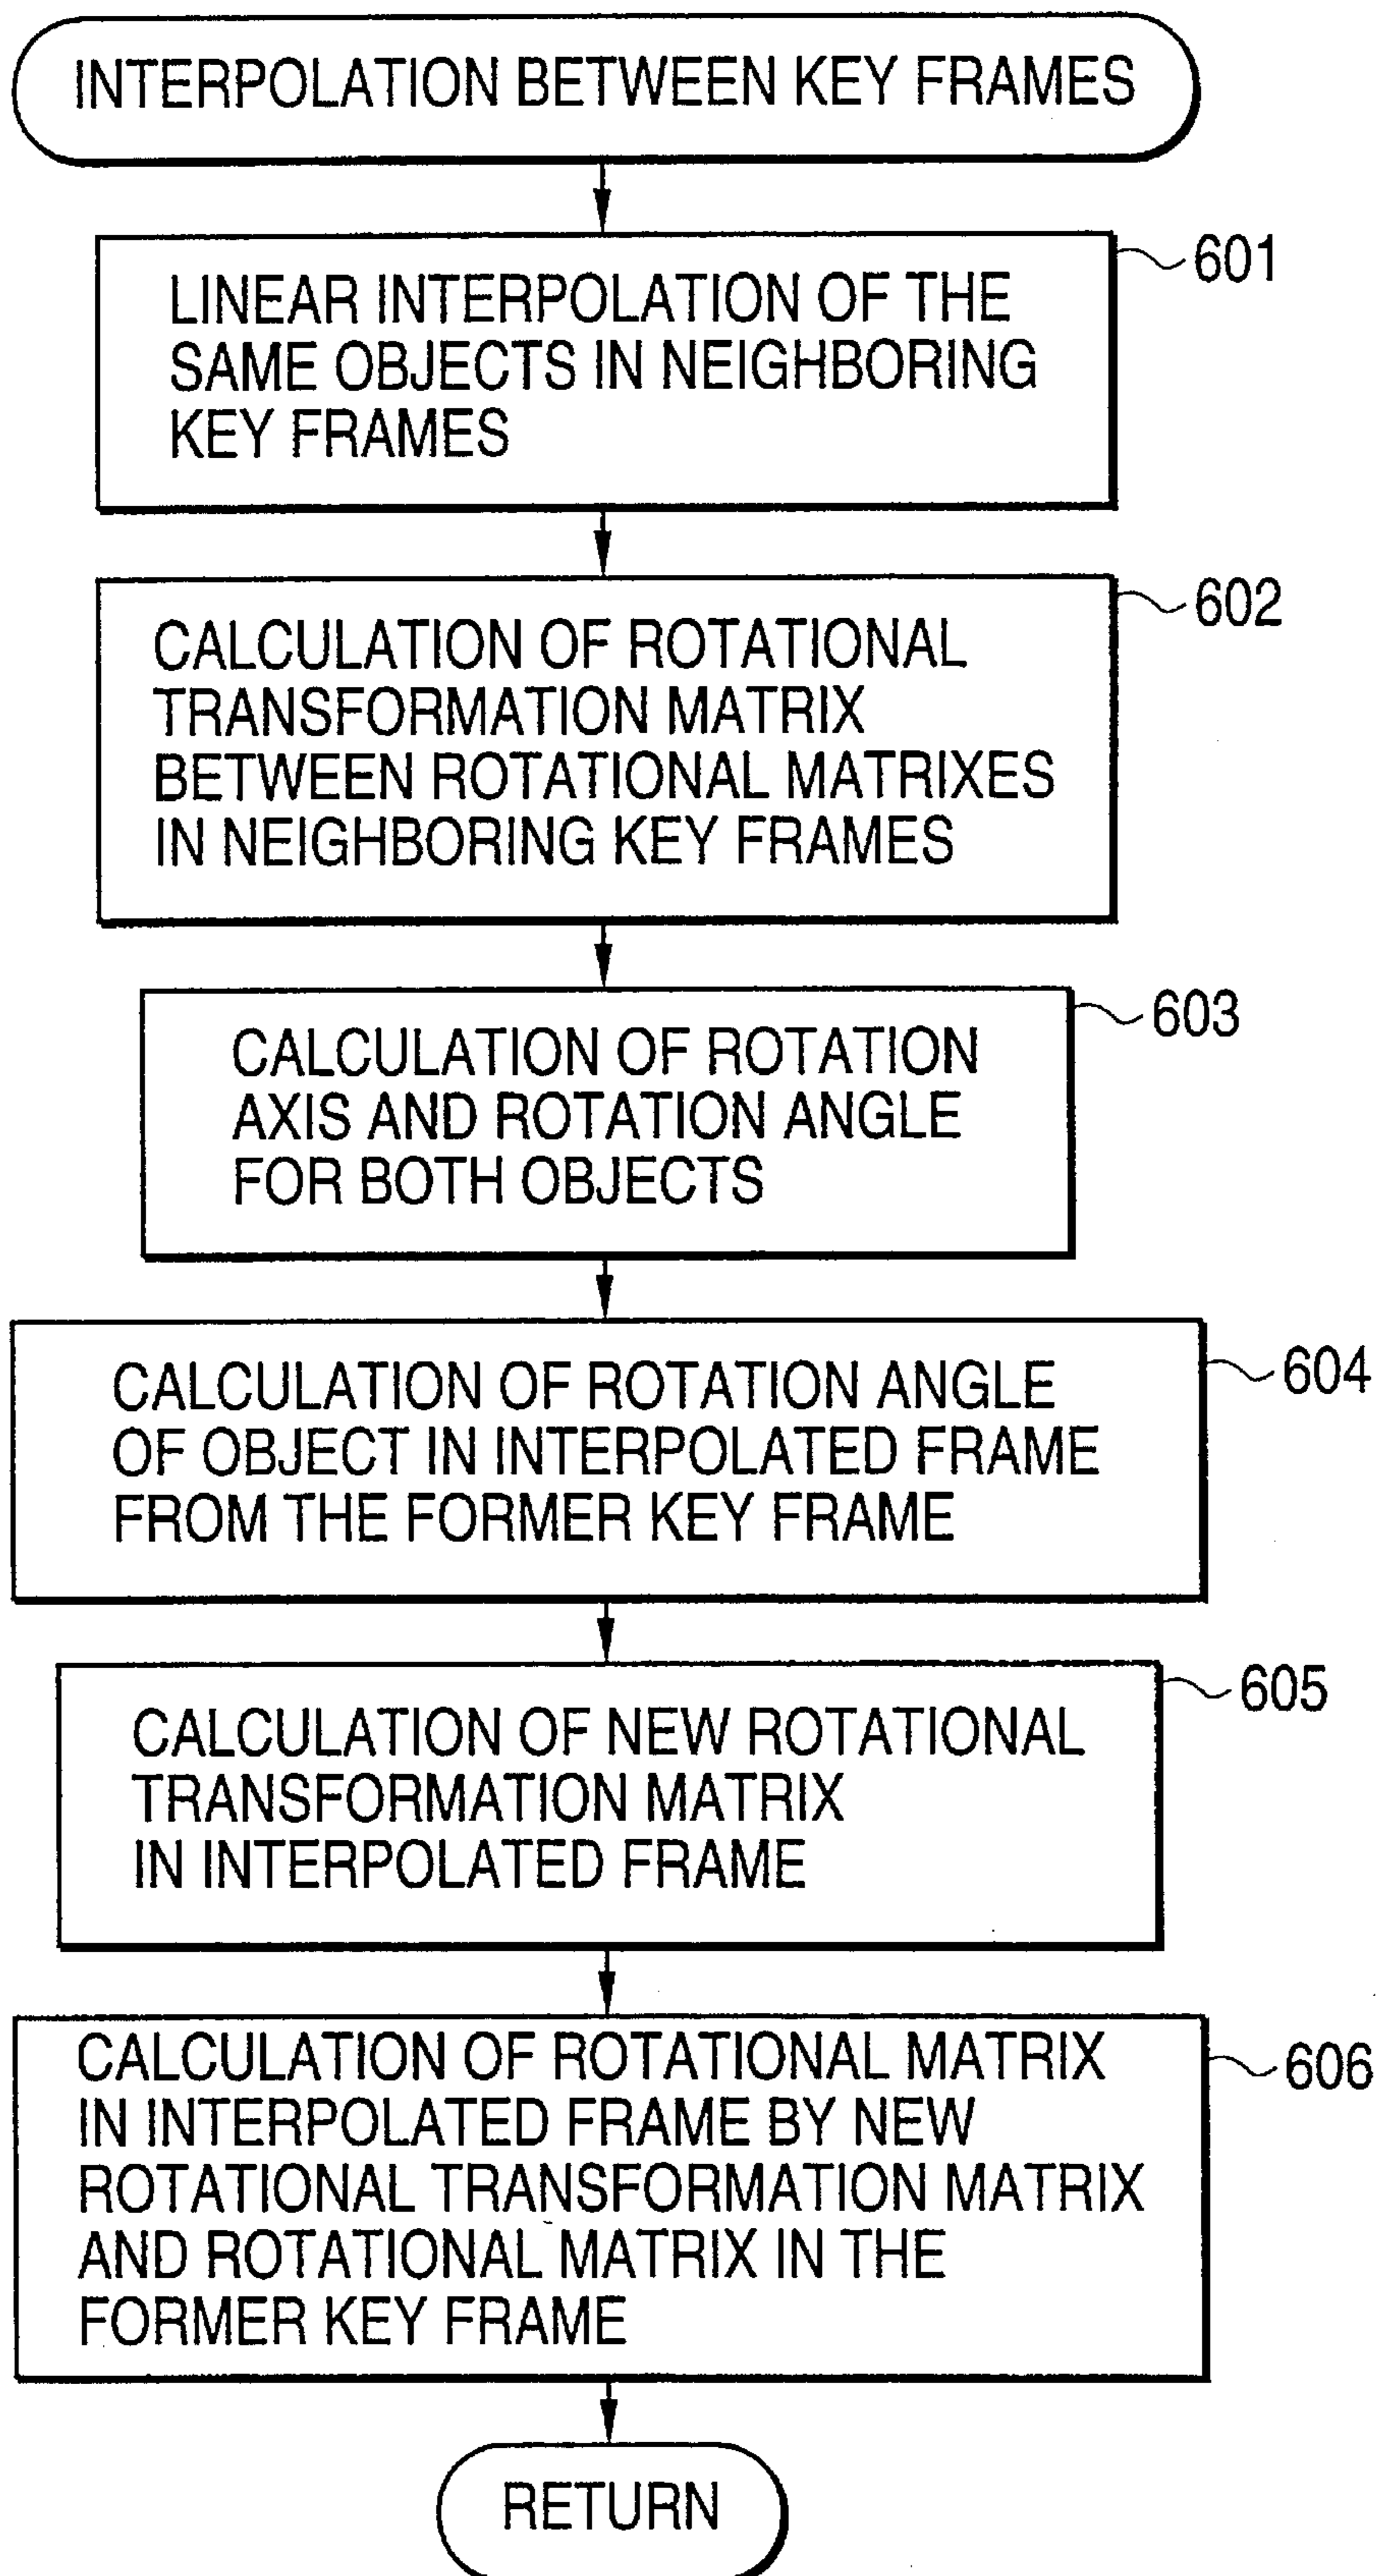 INTERPOLATION BETWEEN KEY FRAMES
601
LINEAR INTERPOLATION OF THE
SAME OBJECTS IN NEIGHBORING
KEY FRAMES
602
CALCULATION OF ROTATIONAL
TRANSFORMATION MATRIX
BETWEEN ROTATIONAL MATRIXES
IN NEIGHBORING KEY FRAMES
603
CALCULATION OF ROTATION
AXIS AND ROTATION ANGLE
FOR BOTH OBJECTS
604
CALCULATION OF ROTATION ANGLE
OF OBJECT IN INTERPOLATED FRAME
FROM THE FORMER KEY FRAME
605
CALCULATION OF NEW ROTATIONAL
TRANSFORMATION MATRIX
IN INTERPOLATED FRAME
606
CALCULATION OF ROTATIONAL MATRIX
IN INTERPOLATED FRAME BY NEW
ROTATIONAL TRANSFORMATION MATRIX
AND ROTATIONAL MATRIX IN THE
FORMER KEY FRAME
RETURN